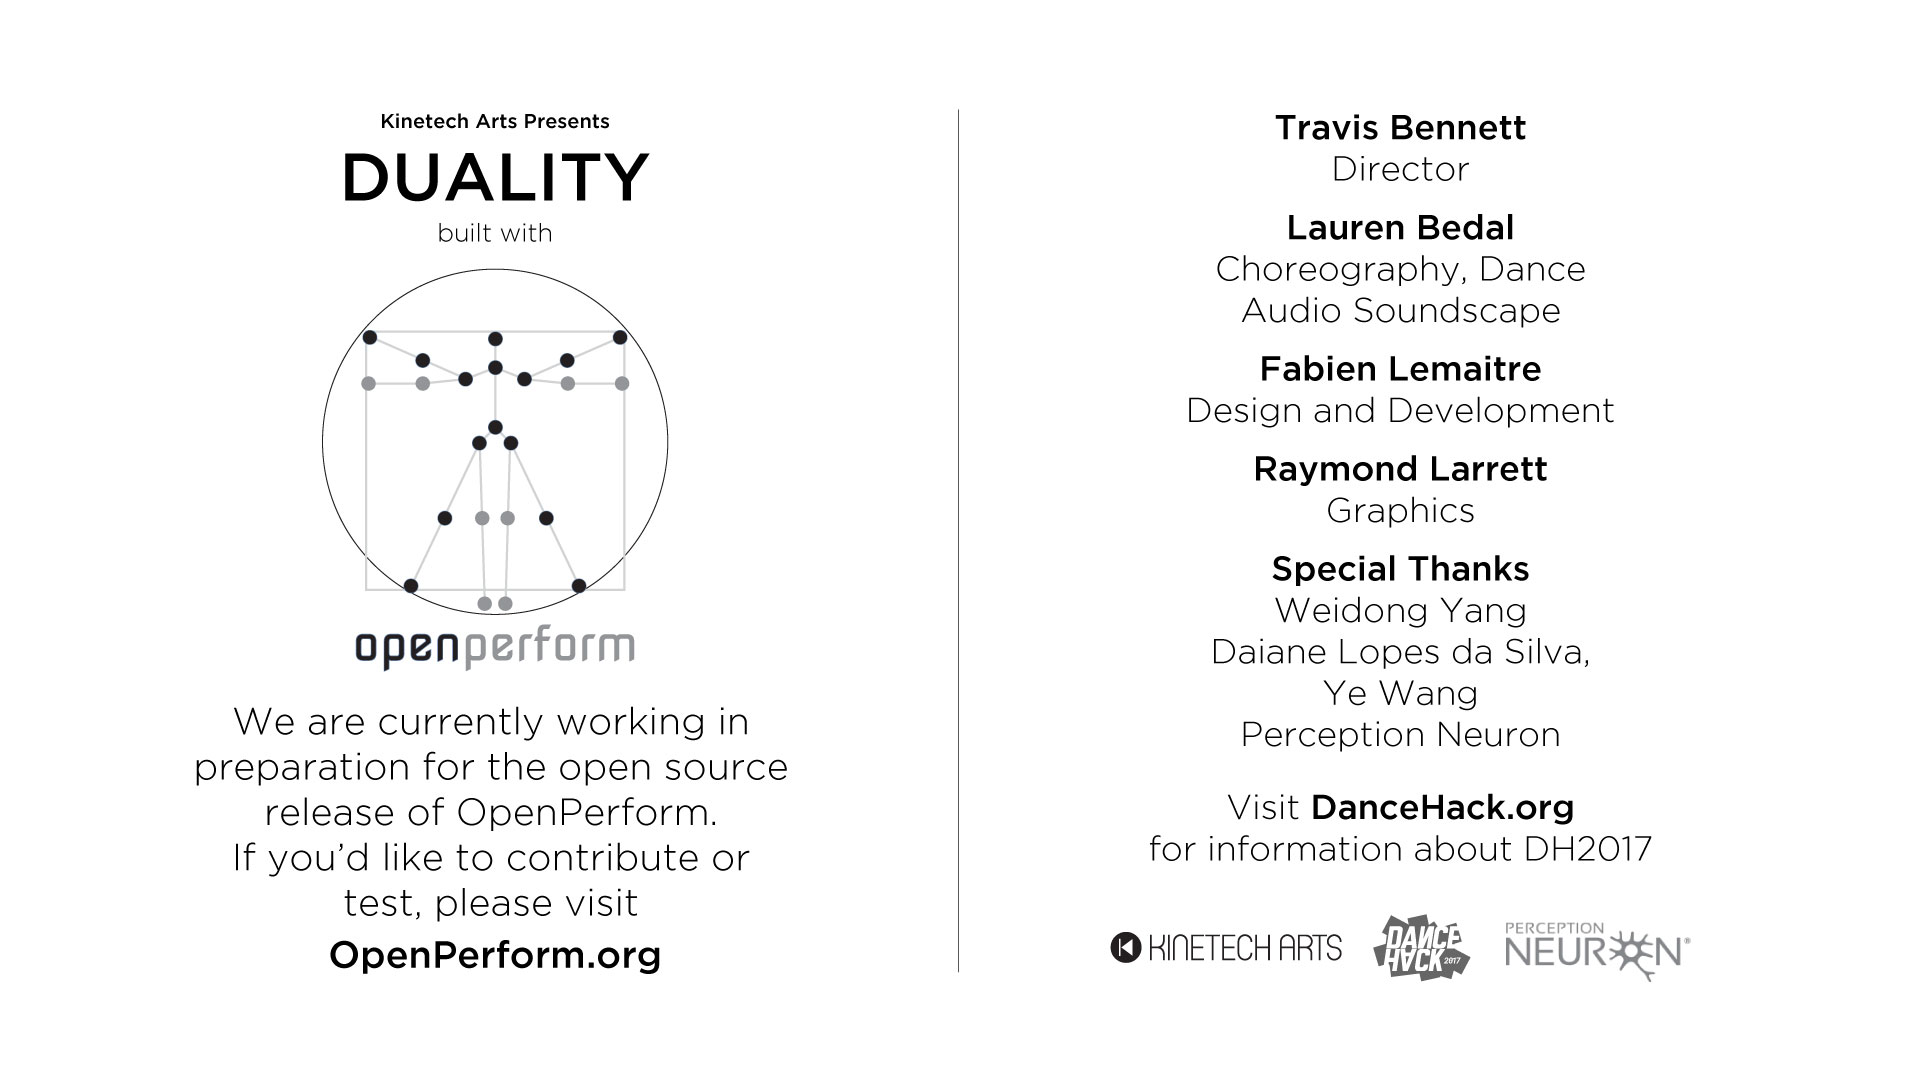 Kinetech Arts Presents
DUALITY
built with
openperform
We are currently working in
preparation for the open source
release of OpenPerform.
If you’d like to contribute or
test, please visit
OpenPerform.org
Travis Bennett
Director
Lauren Bedal
Choreography, Dance
Audio Soundscape
Fabien Lemaitre
Design and Development
Raymond Larrett
Graphics
Special Thanks
Weidong Yang
Daiane Lopes da Silva,
Ye Wang
Perception Neuron
Visit DanceHack.org
for information about DH2017
KINETECH ARTS
DANCE
HACK 2017
PERCEPTION
NEURON®